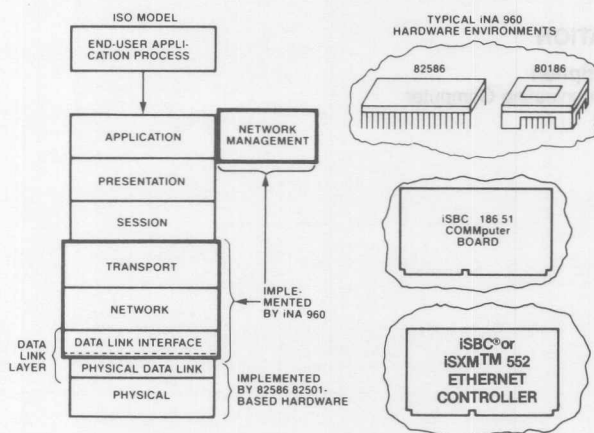 ATION
ISO MODEL
END-USER APPLI-
CATION PROCESS
APPLICATION
NETWORK
MANAGEMENT
PRESENTATION
SESSION
TRANSPORT
NETWORK
DATA LINK INTERFACE
PHYSICAL DATA LINK
PHYSICAL
DATA
LINK
LAYER
IMPLE-
MENTED
BY iNA 960
IMPLEMENTED
BY 82586 82501-
BASED HARDWARE
TYPICAL iNA 960
HARDWARE ENVIRONMENTS
82586
80186
iSBC 186 51
COMMputer
BOARD
iSBC® or
iSXM™ 552
ETHERNET
CONTROLLER